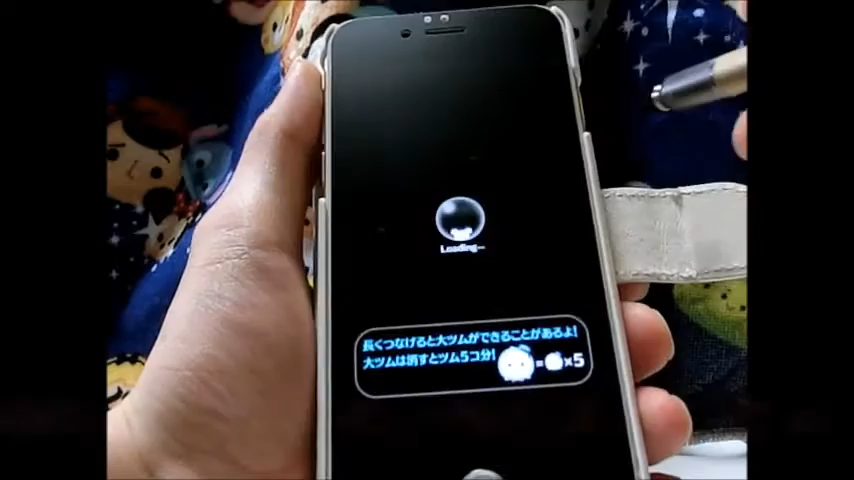 Loading…
長くつなげると大ツムができることがあるよ!
大ツムは消すとツム5コ分!
=
×5